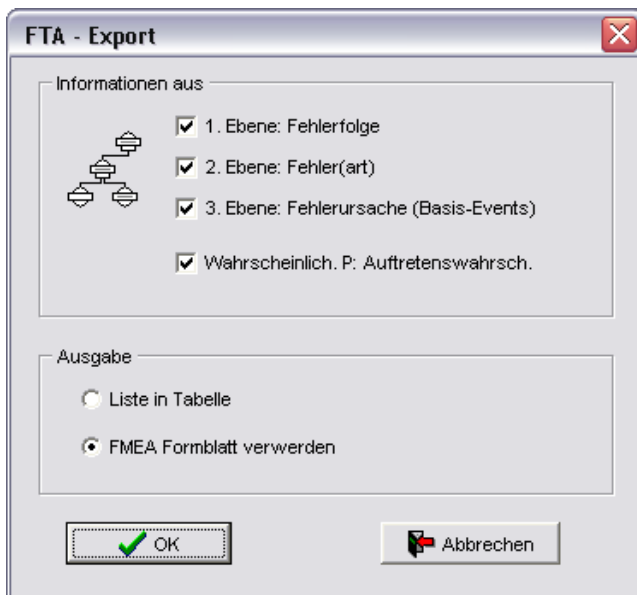 FTA - Export
Informationen aus
1. Ebene: Fehlerfolge
2. Ebene: Fehler(art)
3. Ebene: Fehlerursache (Basis-Events)
Wahrscheinlich. P: Auftretenswahrsch.
Ausgabe
Liste in Tabelle
FMEA Formblatt verwerden
OK
Abbrechen